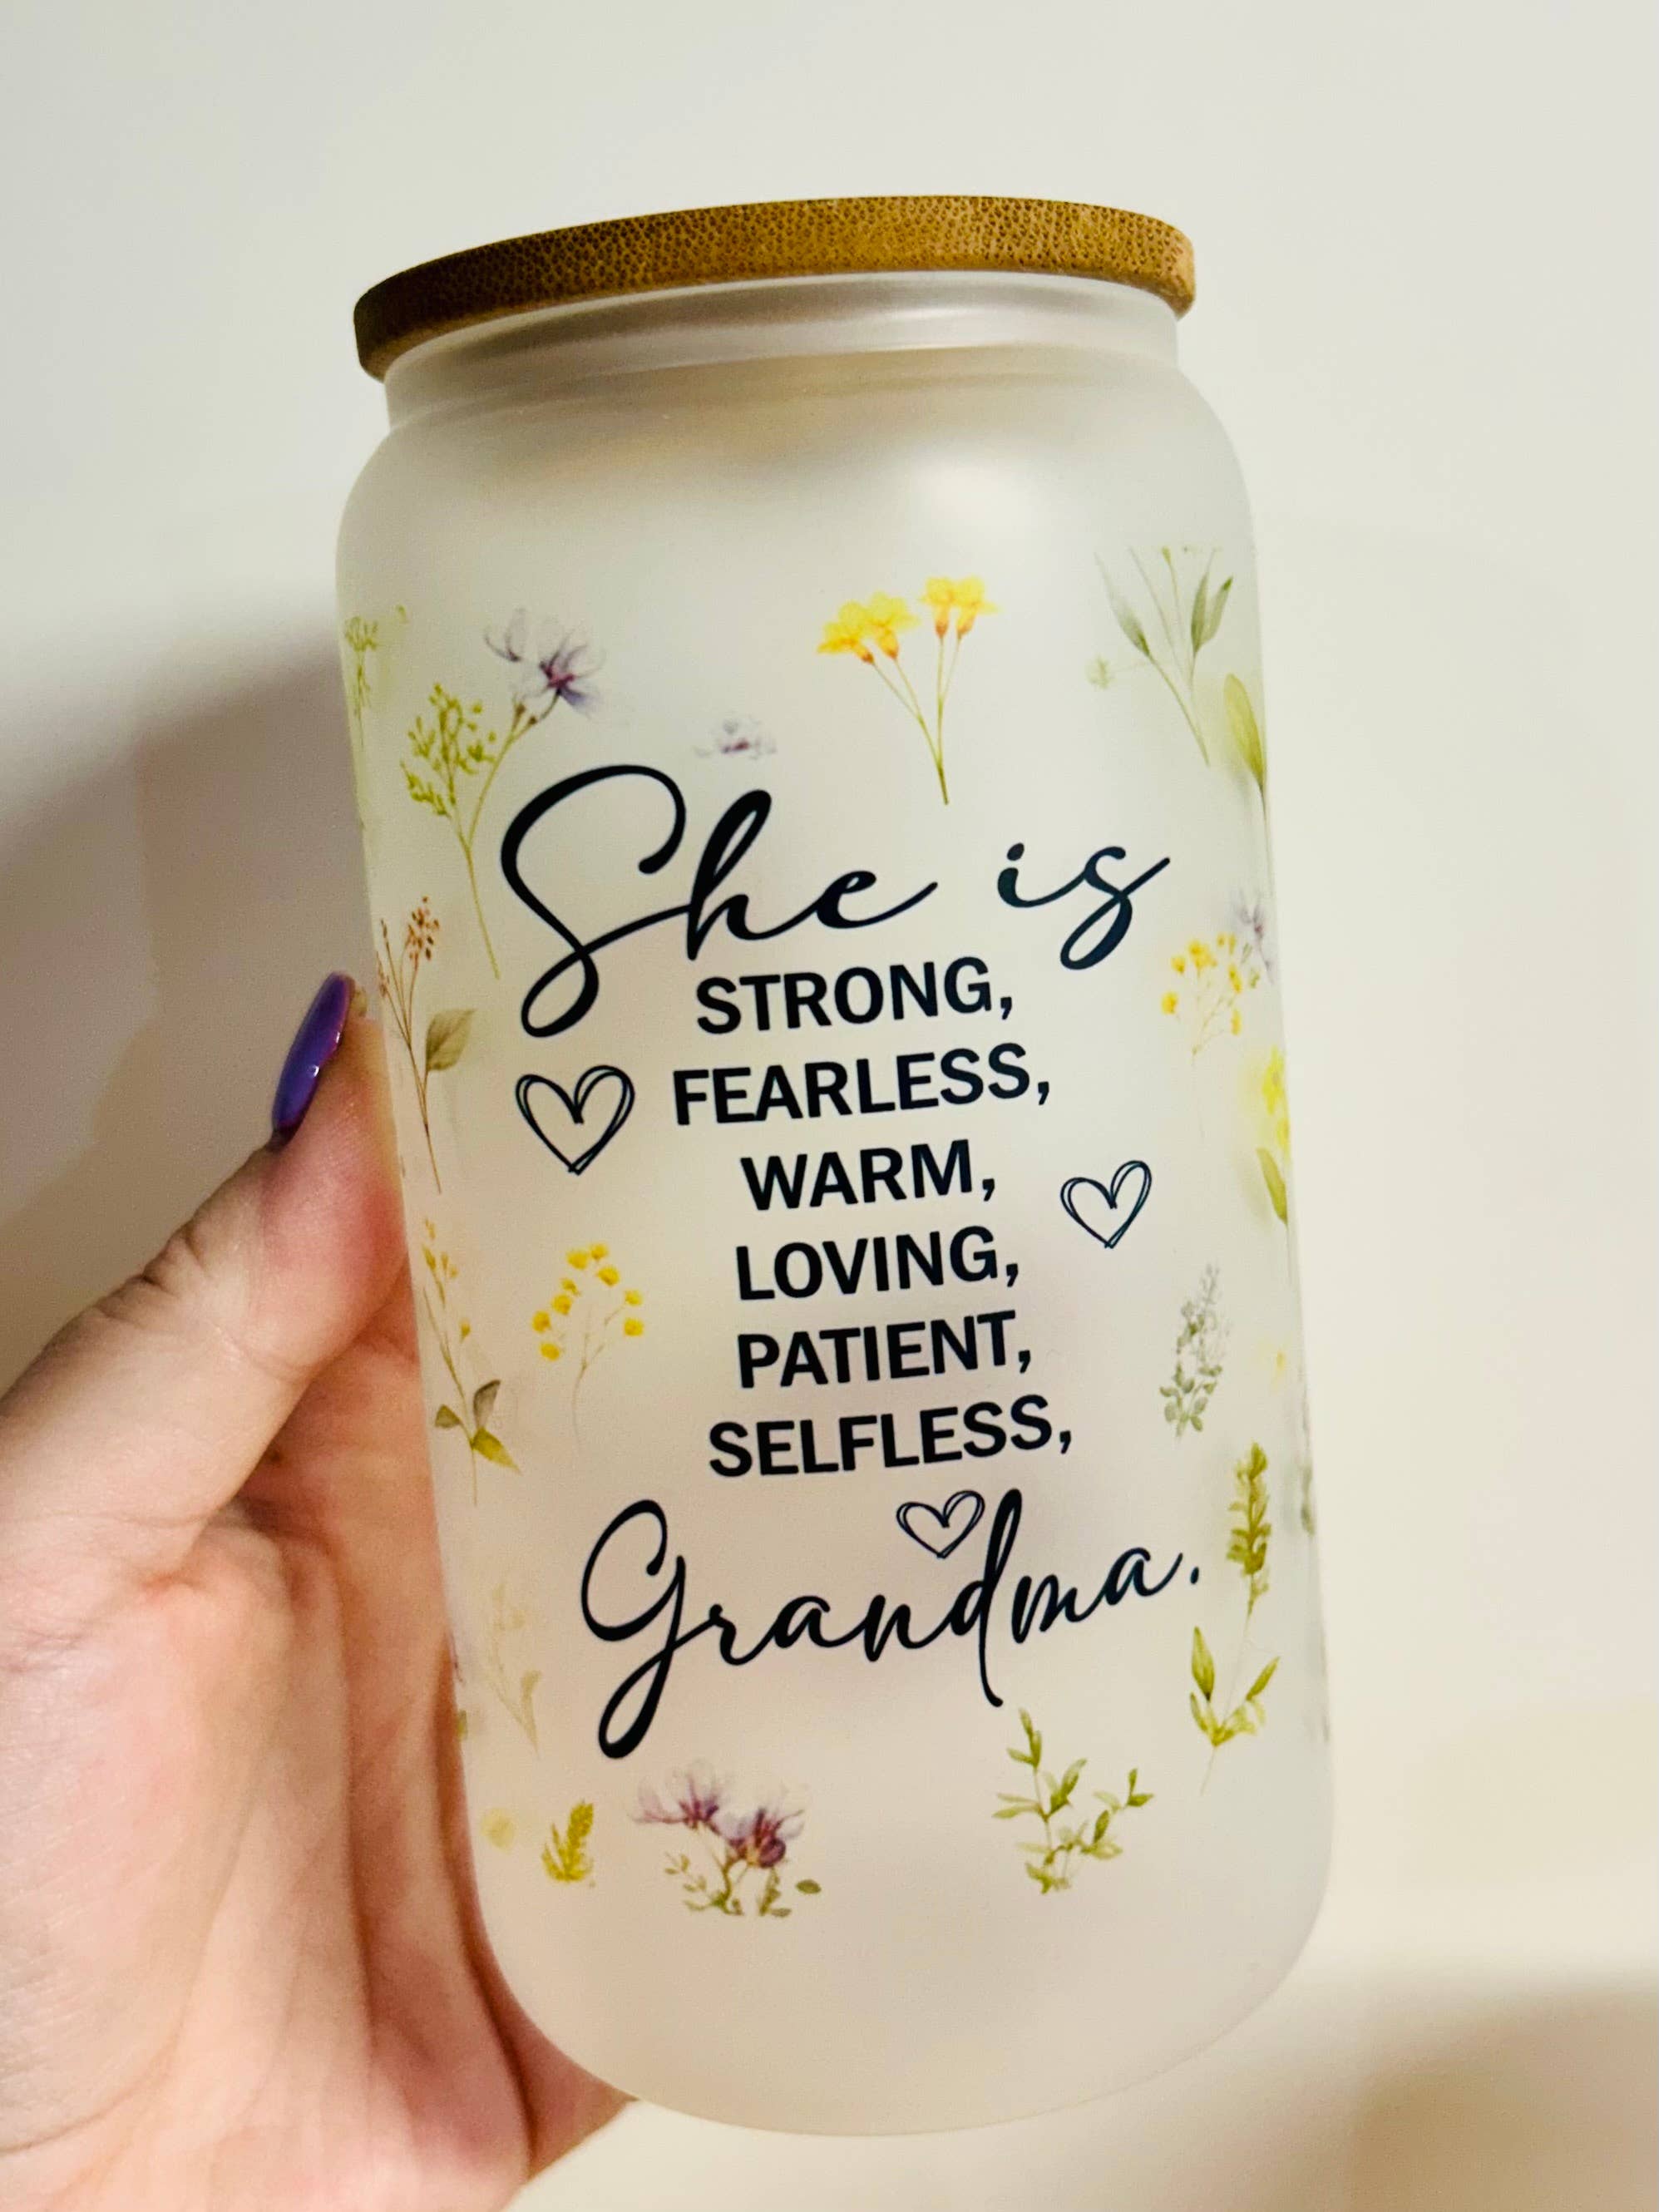 She is
STRONG,
FEARLESS,
WARM,
LOVING,
PATIENT,
SELFLESS,
Grandma.